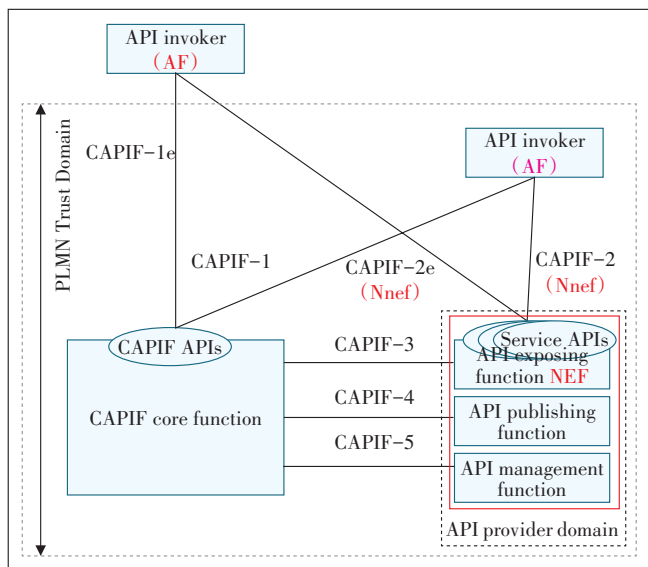 API invoker
(AF)
PLMN Trust Domain
CAPIF-1e
API invoker
(AF)
CAPIF-1
CAPIF-2e
(Nnef)
CAPIF-2
(Nnef)
CAPIF APIs
CAPIF core function
CAPIF-3
CAPIF-4
CAPIF-5
Service APIs
API exposing
function NEF
API publishing
function
API management
function
API provider domain